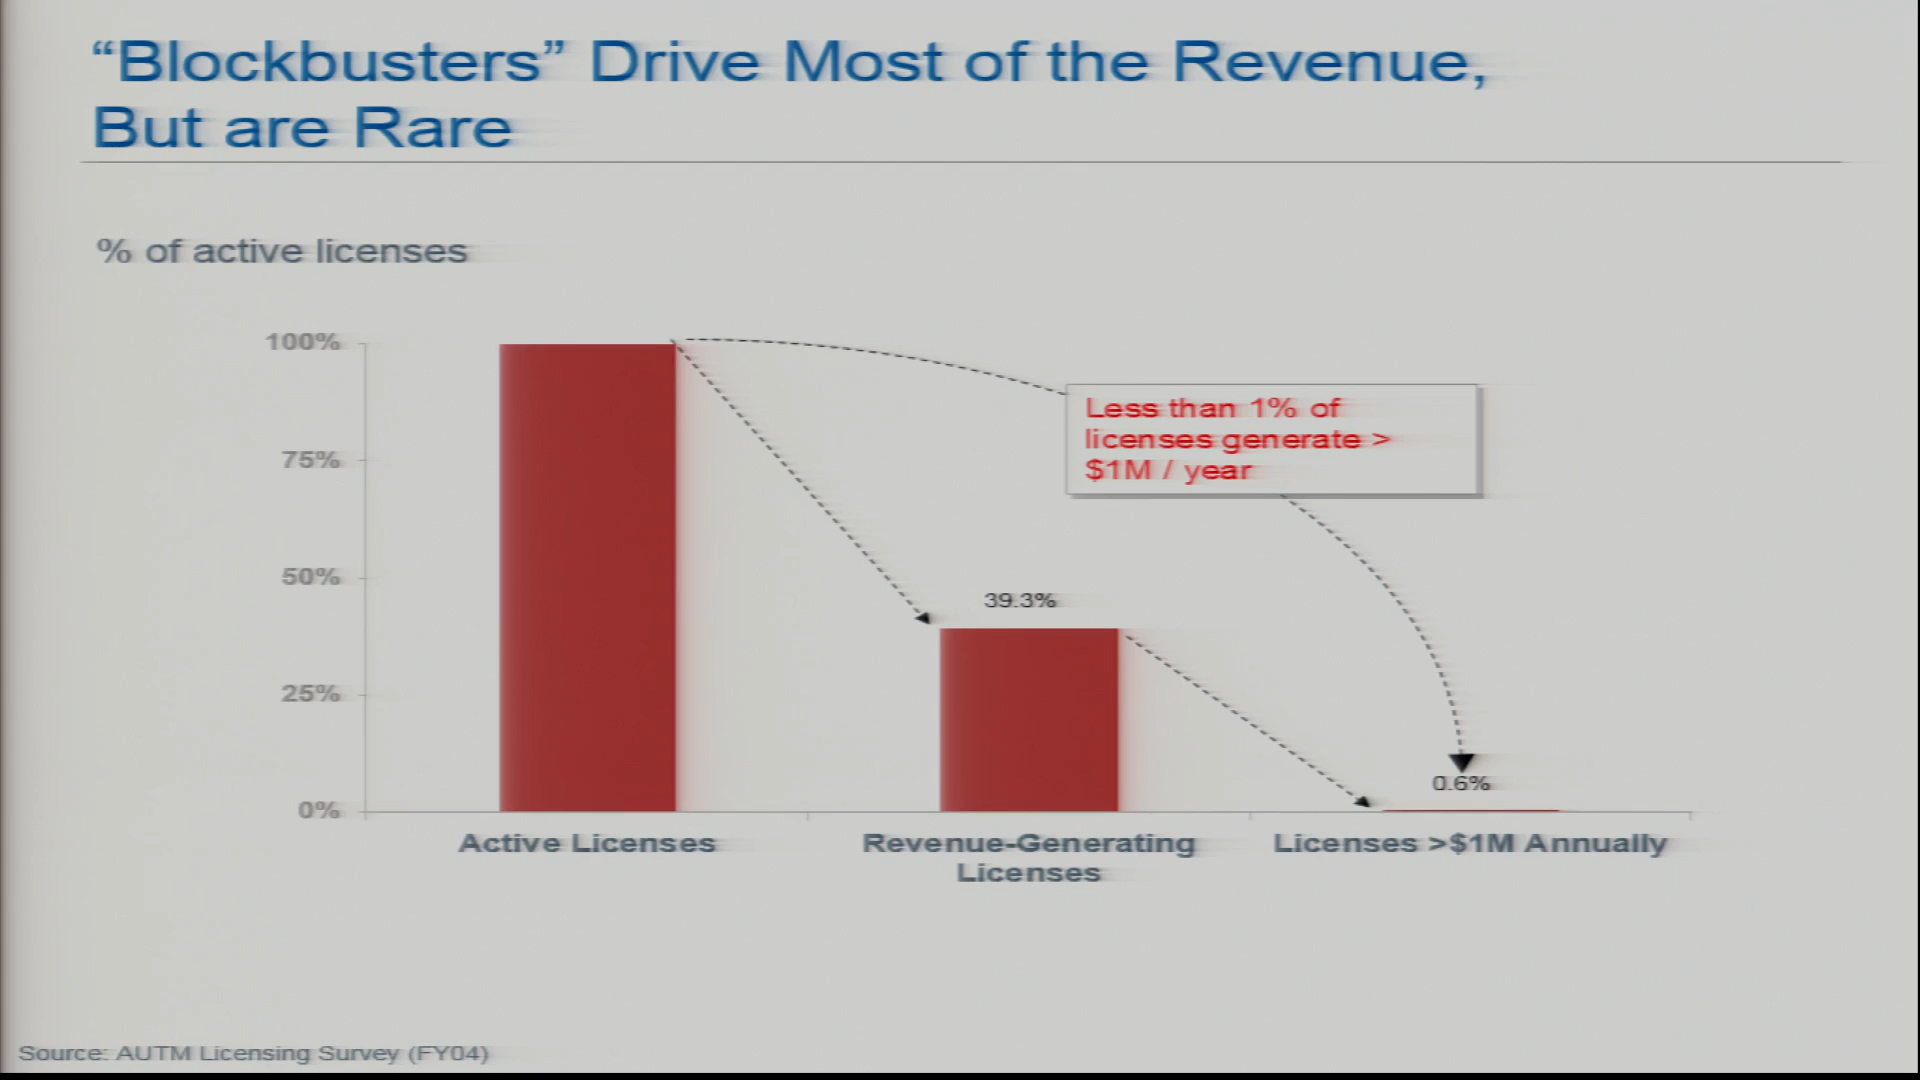 “Blockbusters” Drive Most of the Revenue,
But are Rare
% of active licenses
100%
75%
50%
25%
0%
Less than 1% of
licenses generate >
$1M / year
39.3%
0.6%
Active Licenses
Revenue-Generating
Licenses
Licenses >$1M Annually
Source: AUTM Licensing Survey (FY04)